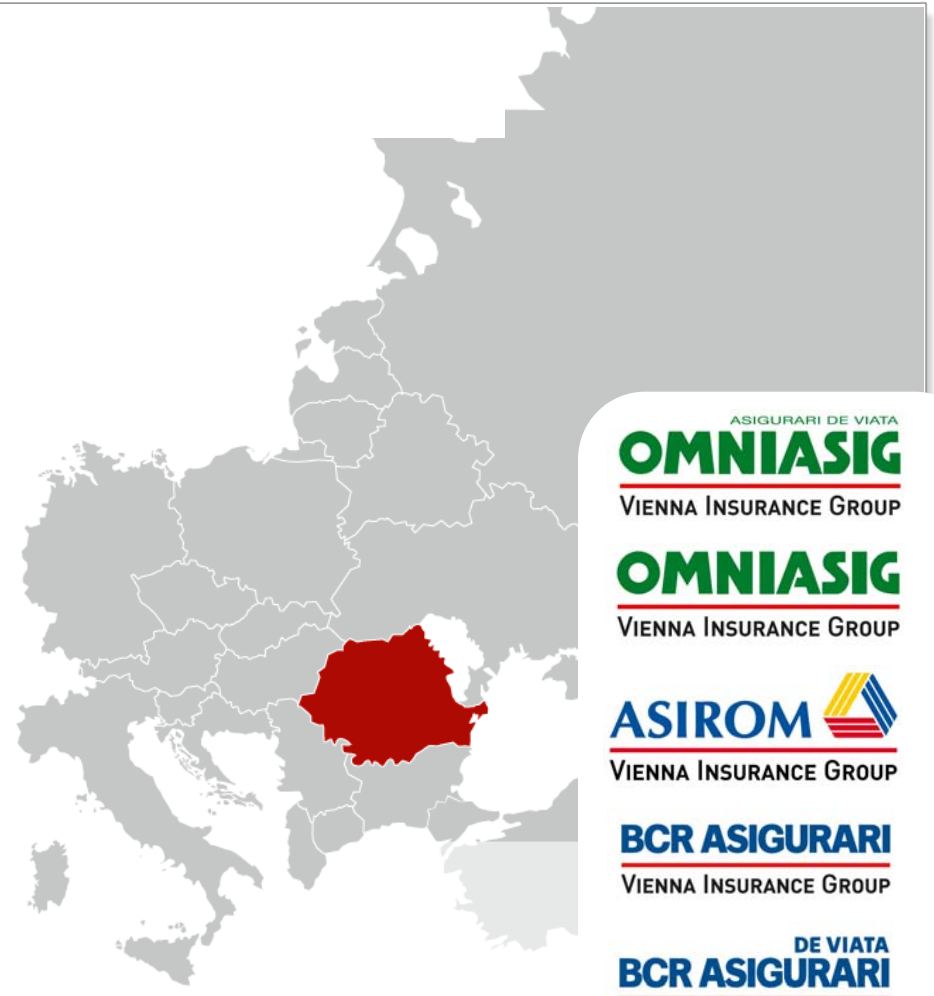 ASIGURARI DE VIATA
OMNIASIG
VIENNA INSURANCE GROUP
OMNIASIG
VIENNA INSURANCE GROUP
ASIROM
VIENNA INSURANCE GROUP
BCR ASIGURARI
VIENNA INSURANCE GROUP
DE VIATA
BCR ASIGURARI